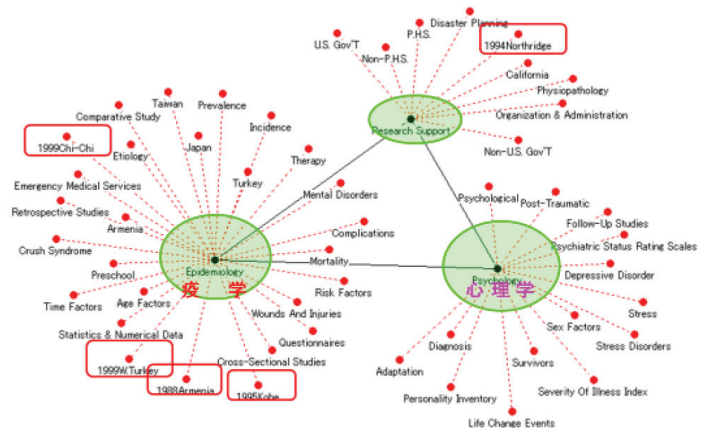 Disaster Planning
P.H.S.
U.S. Gov'T
1994Northridge
Non-P.H.S.
California
Physiopathology
Organization & Administration
Research Support
Non-U.S. Gov'T
Taiwan
Prevalence
Comparative Study
Incidence
1999Chi-Chi
Japan
Etiology
Therapy
Emergency Medical Services
Turkey
Mental Disorders
Retrospective Studies
Armenia
Complications
Crush Syndrome
Mortality
Preschool
Epidemiology
疫 学
Risk Factors
Time Factors
Age Factors
Wounds And Injuries
Statistics & Numerical Data
Questionnaires
Cross-Sectional Studies
1999W.Turkey
1988Armenia
1995Kobe
Psychological
Post-Traumatic
Follow-Up Studies
Psychiatric Status Rating Scales
Depressive Disorder
Psychology
心 理 学
Stress
Sex Factors
Stress Disorders
Diagnosis
Survivors
Adaptation
Severity Of Illness Index
Personality Inventory
Life Change Events